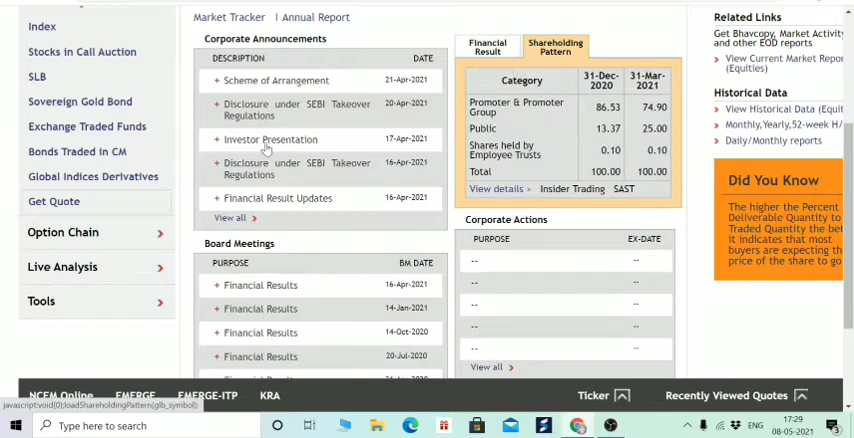 Index
Stocks in Call Auction
SLB
Sovereign Gold Bond
Exchange Traded Funds
Bonds Traded in CM
Global Indices Derivatives
Get Quote
Option Chain
Live Analysis
Tools
Market Tracker | Annual Report
Corporate Announcements
DESCRIPTION DATE
+ Scheme of Arrangement 21-Apr-2021
+ Disclosure under SEBI Takeover 20-Apr-2021
Regulations
+ Investor Presentation 17-Apr-2021
+ Disclosure under SEBI Takeover 16-Apr-2021
Regulations
+ Financial Result Updates 16-Apr-2021
View all >
Board Meetings
PURPOSE BM DATE
+ Financial Results 16-Apr-2021
+ Financial Results 14-Jan-2021
+ Financial Results 14-Oct-2020
+ Financial Results 20-Jul-2020
Financial
Result
Shareholding
Pattern
Category 31-Dec-2020 31-Mar-2021
Promoter & Promoter 86.53 74.90
Group
Public 13.37 25.00
Shares held by 0.10 0.10
Employee Trusts
Total 100.00 100.00
View details > Insider Trading SAST
Corporate Actions
PURPOSE EX-DATE
-- --
-- --
-- --
-- --
-- --
View all >
Related Links
Get Bhavcopy, Market Activity
and other EOD reports
> View Current Market Repor
(Equities)
Historical Data
> View Historical Data (Equit
> Monthly,Yearly,52-week H/
> Daily/Monthly reports
Did You Know
The higher the Percent
Deliverable Quantity to
Traded Quantity the bet
it indicates that most
buyers are expecting th
price of the share to go
NCFM Online EMERGE EMERGE-ITP KRA Ticker Recently Viewed Quotes
javascript:void(0);loadShareholdingPattern(glb_symbol);
Type here to search
ENG
17:29
08-05-2021
3